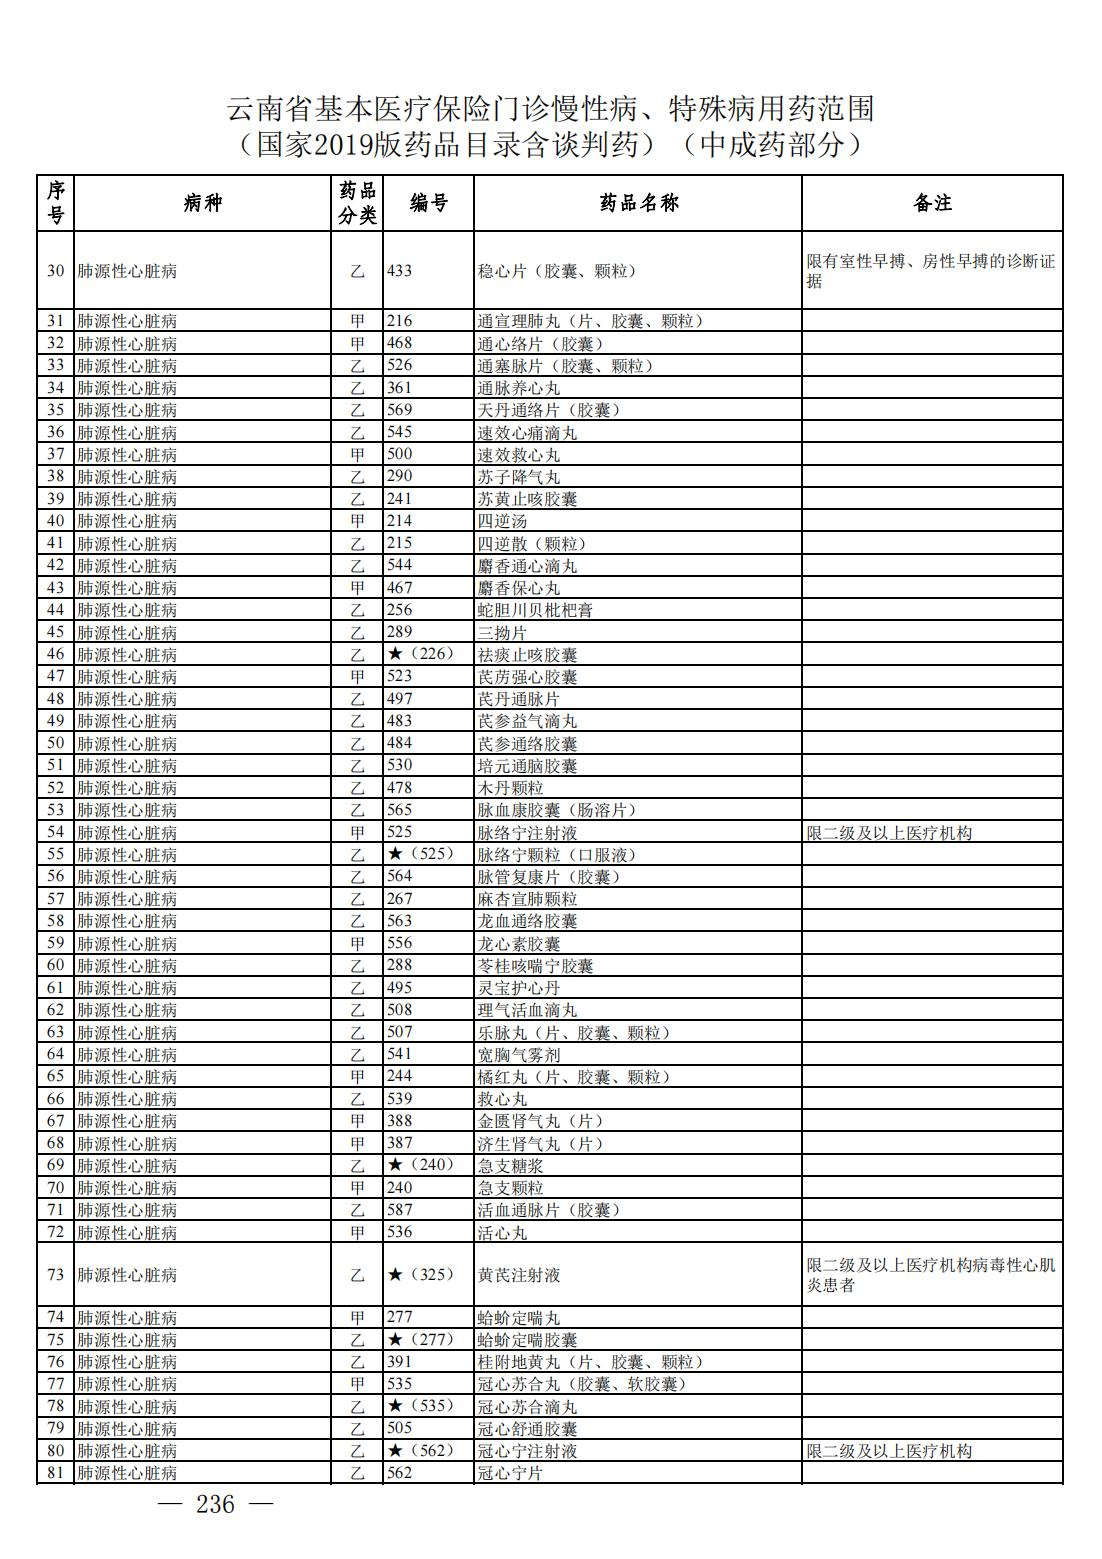 云南省基本医疗保险门诊慢性病、特殊病用药范围
（国家2019版药品目录含谈判药）（中成药部分）
序号 病种 药品分类 编号 药品名称 备注
30 肺源性心脏病 乙 433 稳心片（胶囊、颗粒） 限有室性早搏、房性早搏的诊断证据
31 肺源性心脏病 甲 216 通宣理肺丸（片、胶囊、颗粒）
32 肺源性心脏病 甲 468 通心络片（胶囊）
33 肺源性心脏病 乙 526 通塞脉片（胶囊、颗粒）
34 肺源性心脏病 乙 361 通脉养心丸
35 肺源性心脏病 乙 569 天丹通络片（胶囊）
36 肺源性心脏病 乙 545 速效心痛滴丸
37 肺源性心脏病 甲 500 速效救心丸
38 肺源性心脏病 乙 290 苏子降气丸
39 肺源性心脏病 乙 241 苏黄止咳胶囊
40 肺源性心脏病 甲 214 四逆汤
41 肺源性心脏病 乙 215 四逆散（颗粒）
42 肺源性心脏病 乙 544 麝香通心滴丸
43 肺源性心脏病 甲 467 麝香保心丸
44 肺源性心脏病 乙 256 蛇胆川贝枇杷膏
45 肺源性心脏病 乙 289 三拗片
46 肺源性心脏病 乙 ★（226） 祛痰止咳胶囊
47 肺源性心脏病 甲 523 芪苈强心胶囊
48 肺源性心脏病 乙 497 芪丹通脉片
49 肺源性心脏病 乙 483 芪参益气滴丸
50 肺源性心脏病 乙 484 芪参通络胶囊
51 肺源性心脏病 乙 530 培元通脑胶囊
52 肺源性心脏病 乙 478 木丹颗粒
53 肺源性心脏病 乙 565 脉血康胶囊（肠溶片）
54 肺源性心脏病 甲 525 脉络宁注射液 限二级及以上医疗机构
55 肺源性心脏病 乙 ★（525） 脉络宁颗粒（口服液）
56 肺源性心脏病 乙 564 脉管复康片（胶囊）
57 肺源性心脏病 乙 267 麻杏宣肺颗粒
58 肺源性心脏病 乙 563 龙血通络胶囊
59 肺源性心脏病 甲 556 龙心素胶囊
60 肺源性心脏病 乙 288 苓桂咳喘宁胶囊
61 肺源性心脏病 乙 495 灵宝护心丹
62 肺源性心脏病 乙 508 理气活血滴丸
63 肺源性心脏病 乙 507 乐脉丸（片、胶囊、颗粒）
64 肺源性心脏病 乙 541 宽胸气雾剂
65 肺源性心脏病 甲 244 橘红丸（片、胶囊、颗粒）
66 肺源性心脏病 乙 539 救心丸
67 肺源性心脏病 甲 388 金匮肾气丸（片）
68 肺源性心脏病 甲 387 济生肾气丸（片）
69 肺源性心脏病 乙 ★（240） 急支糖浆
70 肺源性心脏病 甲 240 急支颗粒
71 肺源性心脏病 乙 587 活血通脉片（胶囊）
72 肺源性心脏病 甲 536 活心丸
73 肺源性心脏病 乙 ★（325） 黄芪注射液 限二级及以上医疗机构病毒性心肌炎患者
74 肺源性心脏病 甲 277 蛤蚧定喘丸
75 肺源性心脏病 乙 ★（277） 蛤蚧定喘胶囊
76 肺源性心脏病 乙 391 桂附地黄丸（片、胶囊、颗粒）
77 肺源性心脏病 甲 535 冠心苏合丸（胶囊、软胶囊）
78 肺源性心脏病 乙 ★（535） 冠心苏合滴丸
79 肺源性心脏病 乙 505 冠心舒通胶囊
80 肺源性心脏病 乙 ★（562） 冠心宁注射液 限二级及以上医疗机构
81 肺源性心脏病 乙 562 冠心宁片
— 236 —